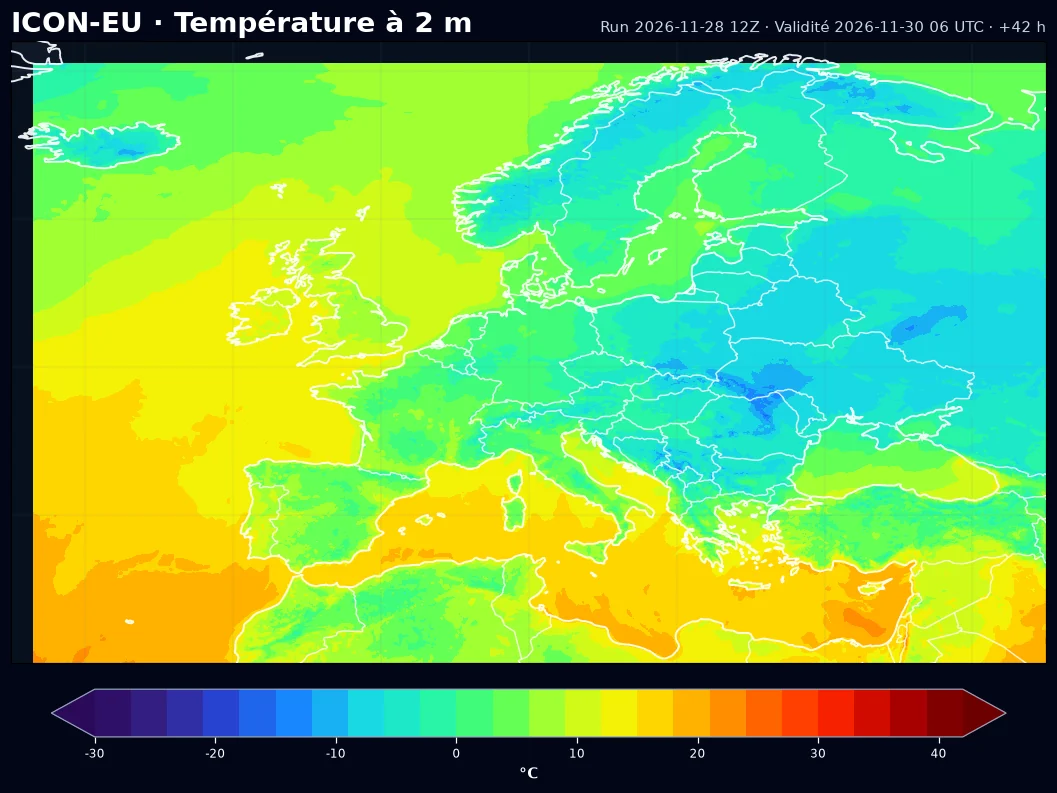 ICON-EU · Température à 2 m
Run 2026-11-28 12Z · Validité 2026-11-30 06 UTC · +42 h
-30 -20 -10 0 10 20 30 40
°C